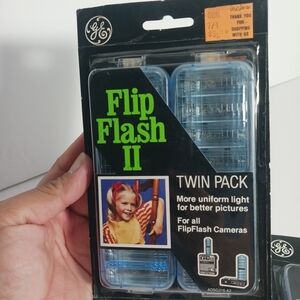 GE
THANK YOU
FOR
SHOPPING
WITH US
Flip
Flash
II
TWIN PACK
More uniform light
for better pictures
For all
FlipFlash Cameras